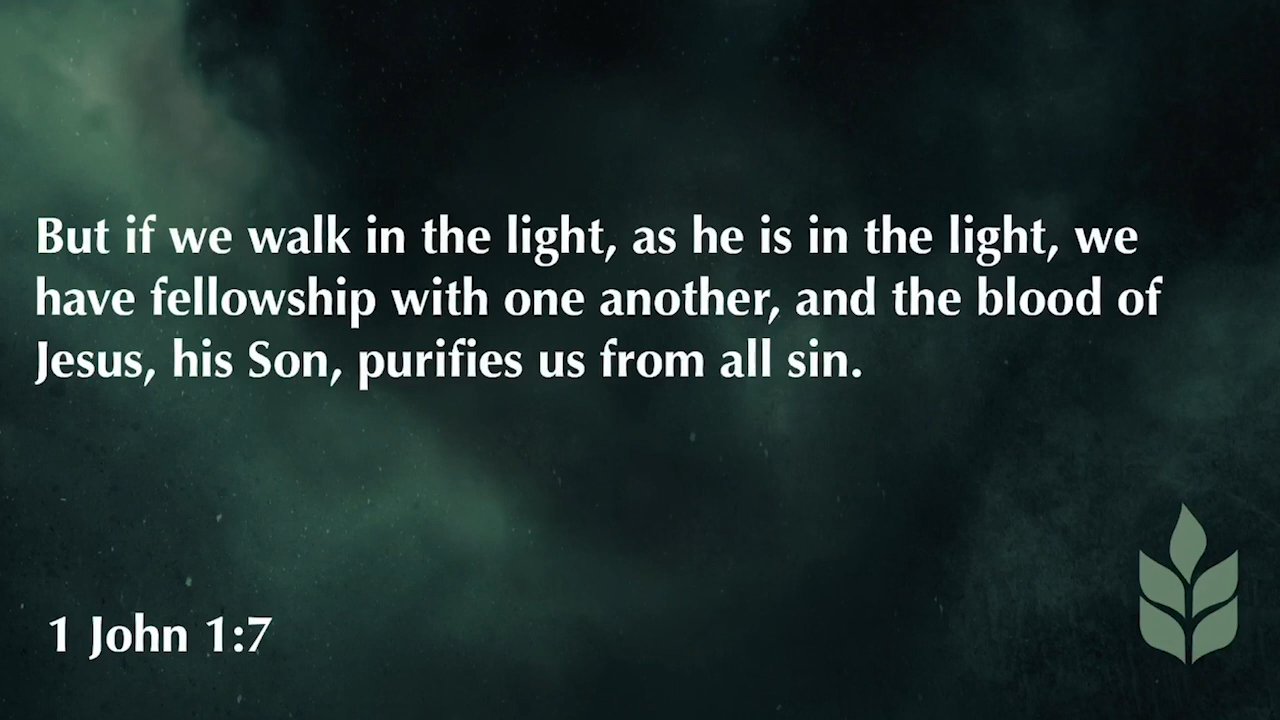 But if we walk in the light, as he is in the light, we
have fellowship with one another, and the blood of
Jesus, his Son, purifies us from all sin.
1 John 1:7